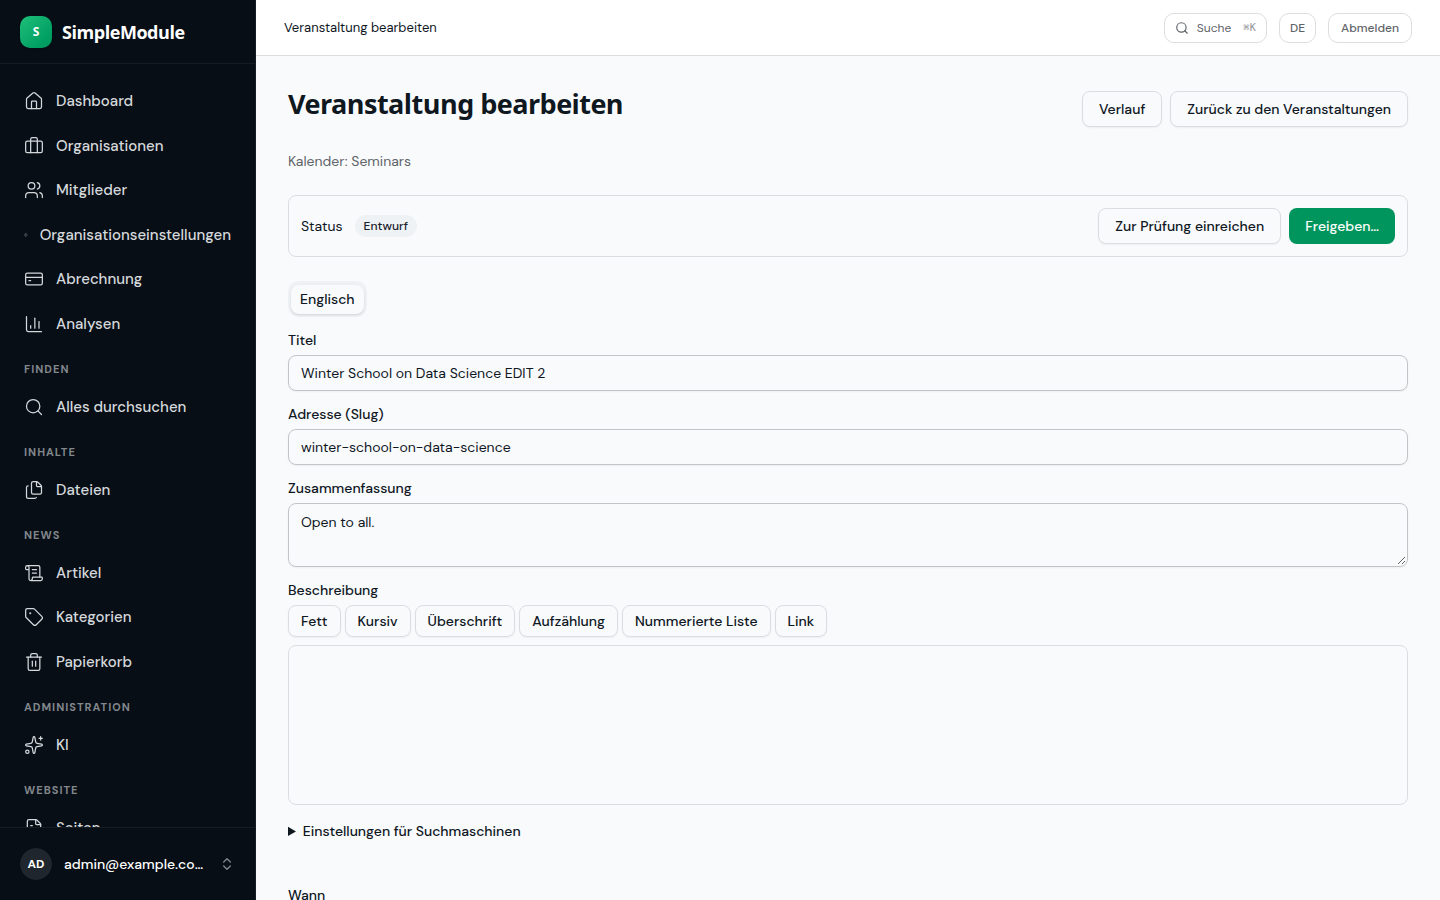 S SimpleModule
Veranstaltung bearbeiten
Suche ⌘K
DE
Abmelden
Dashboard
Organisationen
Mitglieder
Organisationseinstellungen
Abrechnung
Analysen
FINDEN
Alles durchsuchen
INHALTE
Dateien
NEWS
Artikel
Kategorien
Papierkorb
ADMINISTRATION
KI
WEBSITE
Seiten
AD admin@example.co...
Veranstaltung bearbeiten
Verlauf
Zurück zu den Veranstaltungen
Kalender: Seminars
Status Entwurf
Zur Prüfung einreichen
Freigeben...
Englisch
Titel
Winter School on Data Science EDIT 2
Adresse (Slug)
winter-school-on-data-science
Zusammenfassung
Open to all.
Beschreibung
Fett Kursiv Überschrift Aufzählung Nummerierte Liste Link
Einstellungen für Suchmaschinen
Wann